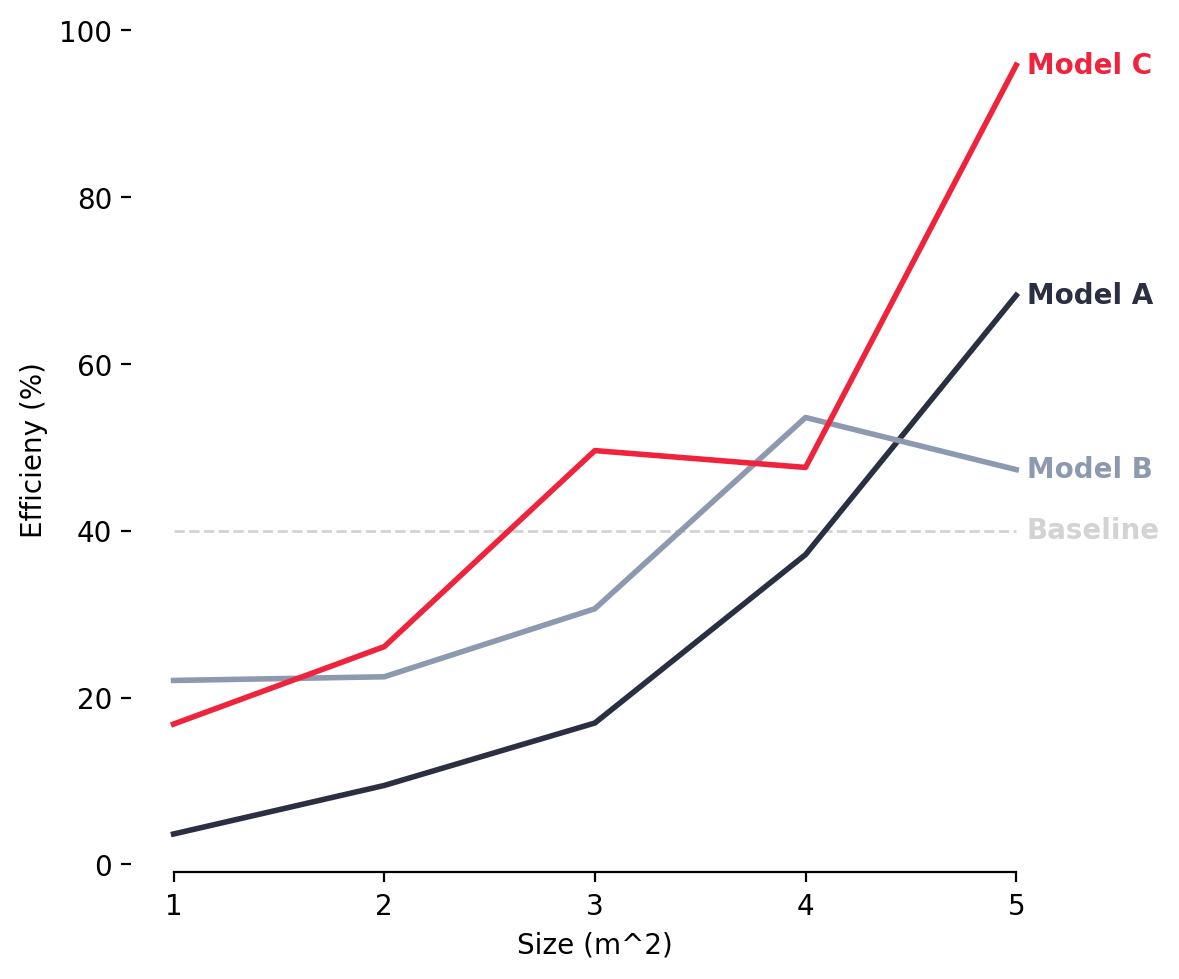 100
Model C
80
Model A
60
Efficieny (%)
Model B
40
Baseline
20
0
1 2 3 4 5
Size (m^2)